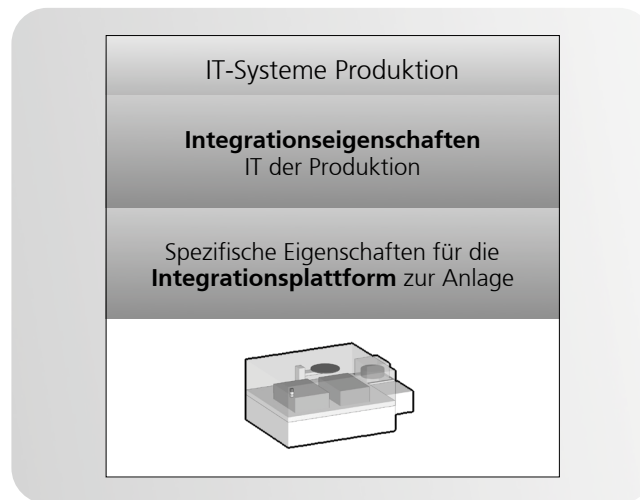 IT-Systeme Produktion
Integrationseigenschaften
IT der Produktion
Spezifische Eigenschaften für die
Integrationsplattform zur Anlage